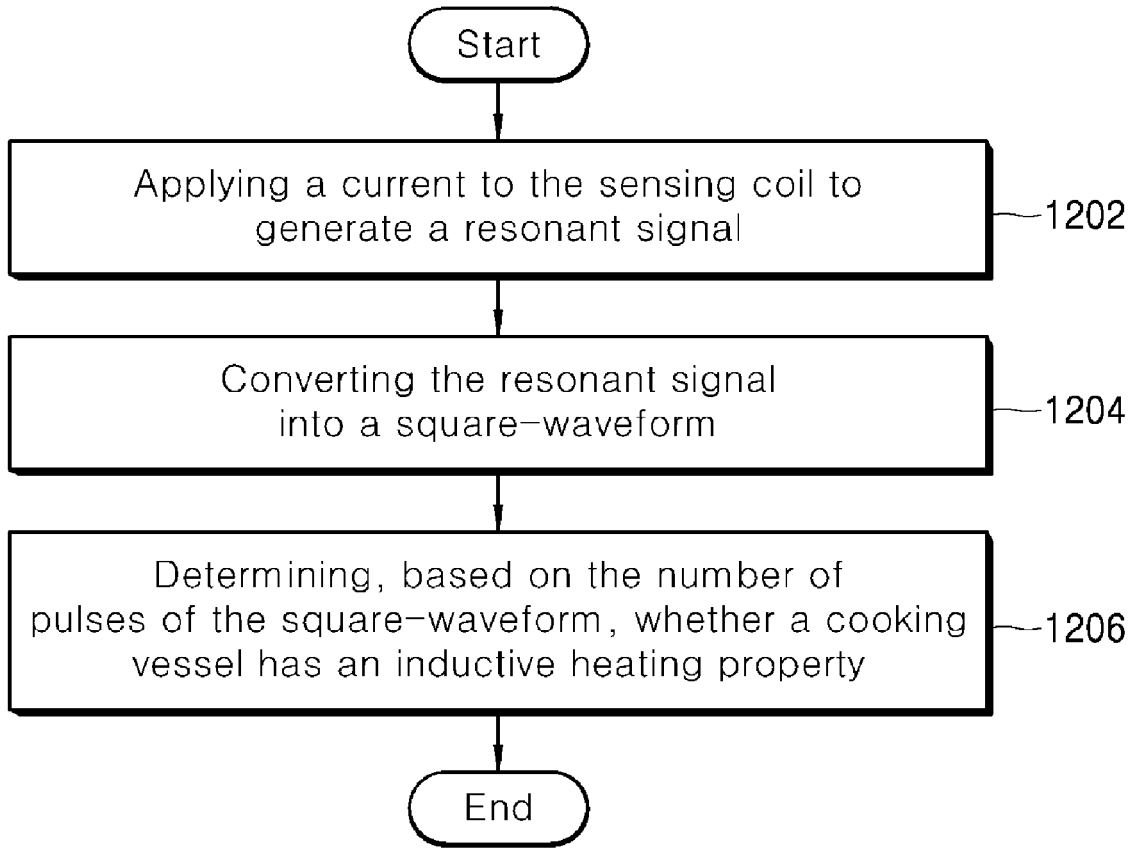 Start
Applying a current to the sensing coil to
generate a resonant signal
1202
Converting the resonant signal
into a square-waveform
1204
Determining, based on the number of
pulses of the square-waveform, whether a cooking
vessel has an inductive heating property
1206
End